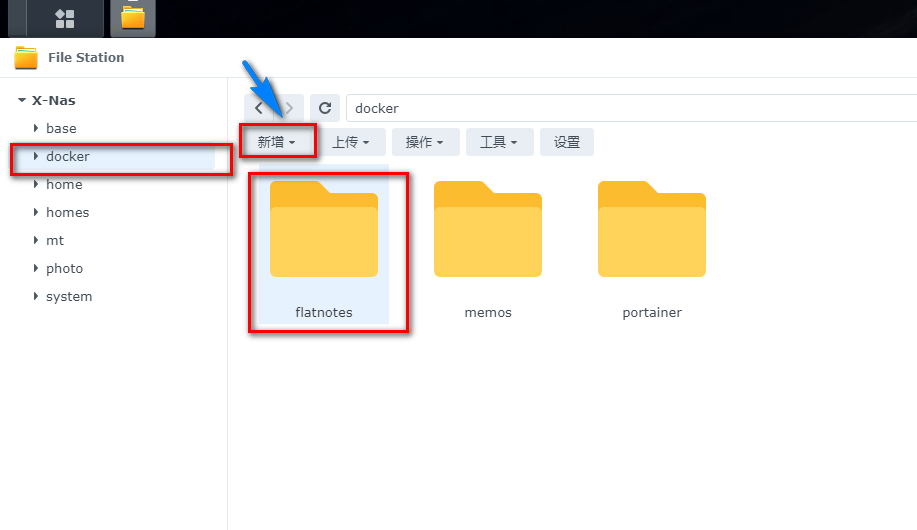 File Station
X-Nas
base
docker
home
homes
mt
photo
system
docker
新增 上传 操作 工具 设置
flatnotes memos portainer